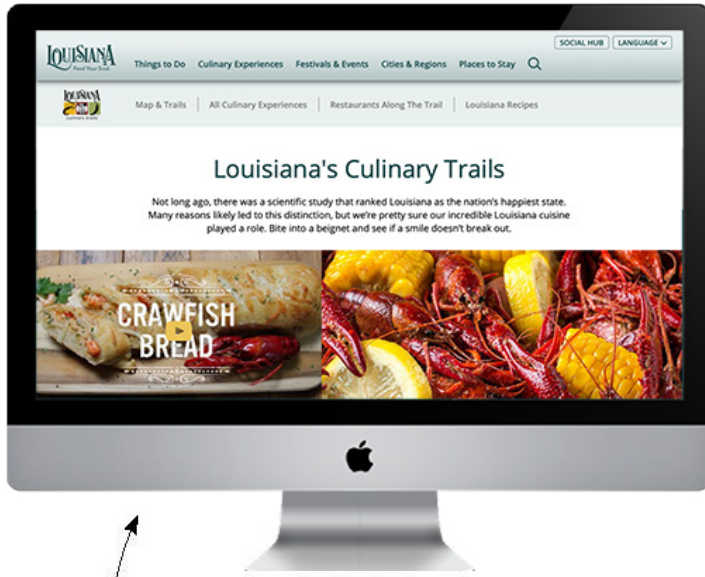 SOCIAL HUB LANGUAGE
LOUISIANA
Feed Your Soul.
Things to Do Culinary Experiences Festivals & Events Cities & Regions Places to Stay
LOUISIANA
culinary trails
Map & Trails All Culinary Experiences Restaurants Along The Trail Louisiana Recipes
Louisiana's Culinary Trails
Not long ago, there was a scientific study that ranked Louisiana as the nation's happiest state.
Many reasons likely led to this distinction, but we're pretty sure our incredible Louisiana cuisine
played a role. Bite into a beignet and see if a smile doesn't break out.
CRAWFISH
BREAD